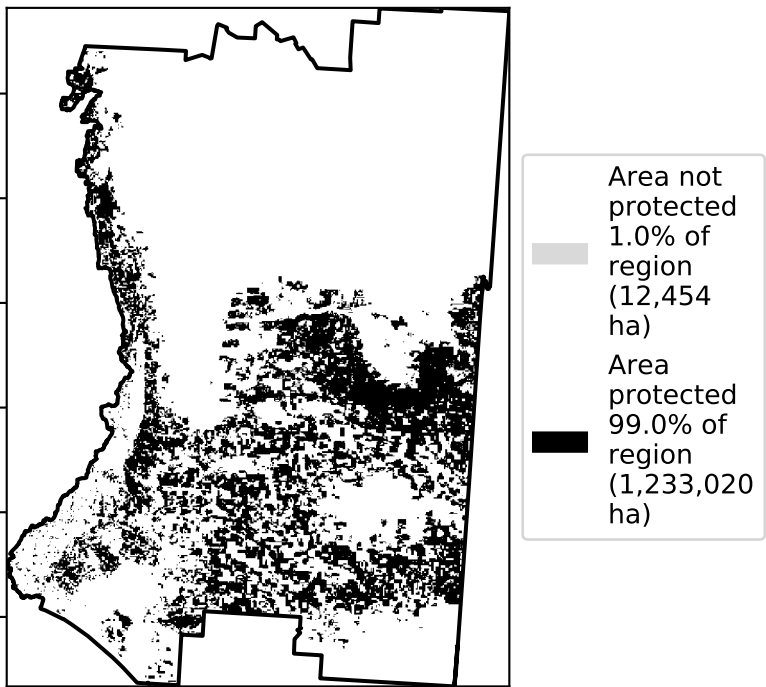 Area not
protected
1.0% of
region
(12,454
ha)
Area
protected
99.0% of
region
(1,233,020
ha)